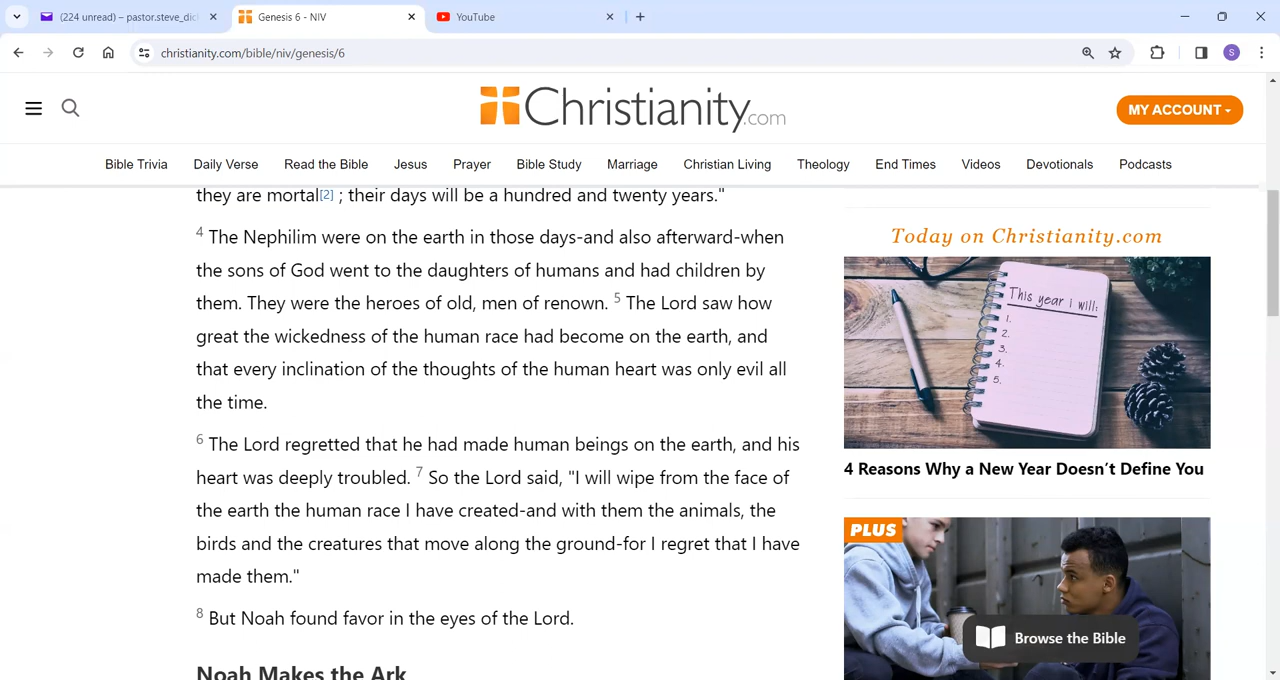 (224 unread) - pastor.steve_dic
Genesis 6 - NIV
YouTube
christianity.com/bible/niv/genesis/6
S
Christianity.com
MY ACCOUNT
Bible Trivia Daily Verse Read the Bible Jesus Prayer Bible Study Marriage Christian Living Theology End Times Videos Devotionals Podcasts
they are mortal[2] ; their days will be a hundred and twenty years."
4 The Nephilim were on the earth in those days-and also afterward-when
the sons of God went to the daughters of humans and had children by
them. They were the heroes of old, men of renown. 5 The Lord saw how
great the wickedness of the human race had become on the earth, and
that every inclination of the thoughts of the human heart was only evil all
the time.
6 The Lord regretted that he had made human beings on the earth, and his
heart was deeply troubled. 7 So the Lord said, "I will wipe from the face of
the earth the human race I have created-and with them the animals, the
birds and the creatures that move along the ground-for I regret that I have
made them."
8 But Noah found favor in the eyes of the Lord.
Noah Makes the Ark
Today on Christianity.com
This year i will:
1.
2.
3.
4.
5.
4 Reasons Why a New Year Doesn't Define You
PLUS
Browse the Bible